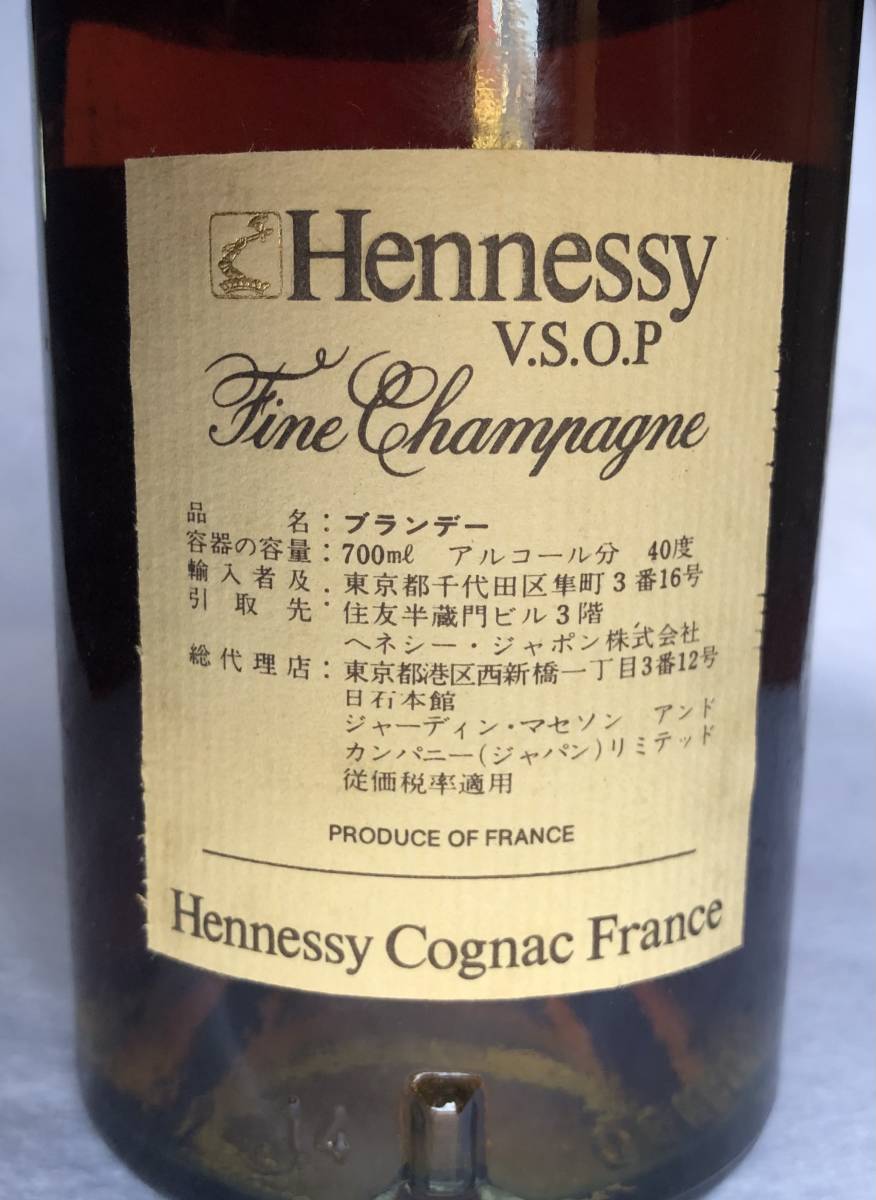 Hennessy
V.S.O.P
Fine Champagne
品名：ブランデー
容器の容量：700mℓ アルコール分 40度
輸入者及 東京都千代田区隼町3番16号
引取先：住友半蔵門ビル3階
ヘネシー・ジャポン株式会社
総代理店：東京都港区西新橋一丁目3番12号
日石本館
ジャーディン・マセソン アンド
カンパニー(ジャパン)リミテッド
従価税率適用
PRODUCE OF FRANCE
Hennessy Cognac France
14